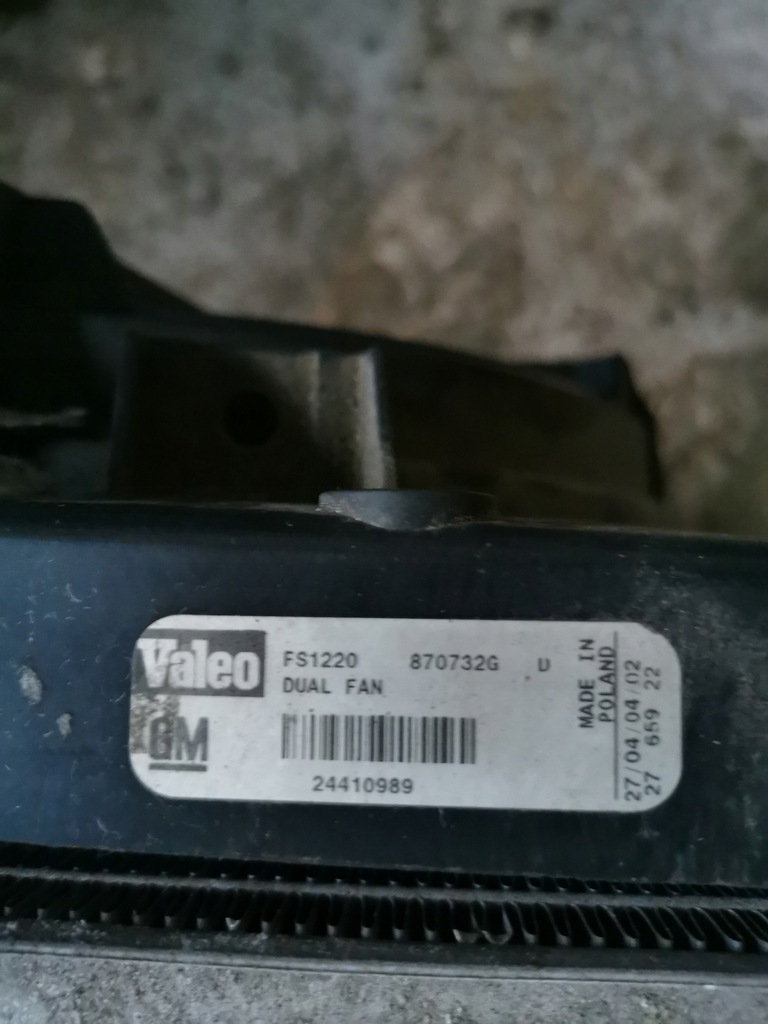 Valeo
FS1220 870732G U
DUAL FAN
GM
24410989
MADE IN
POLAND
27/04/04/02
27 659 22